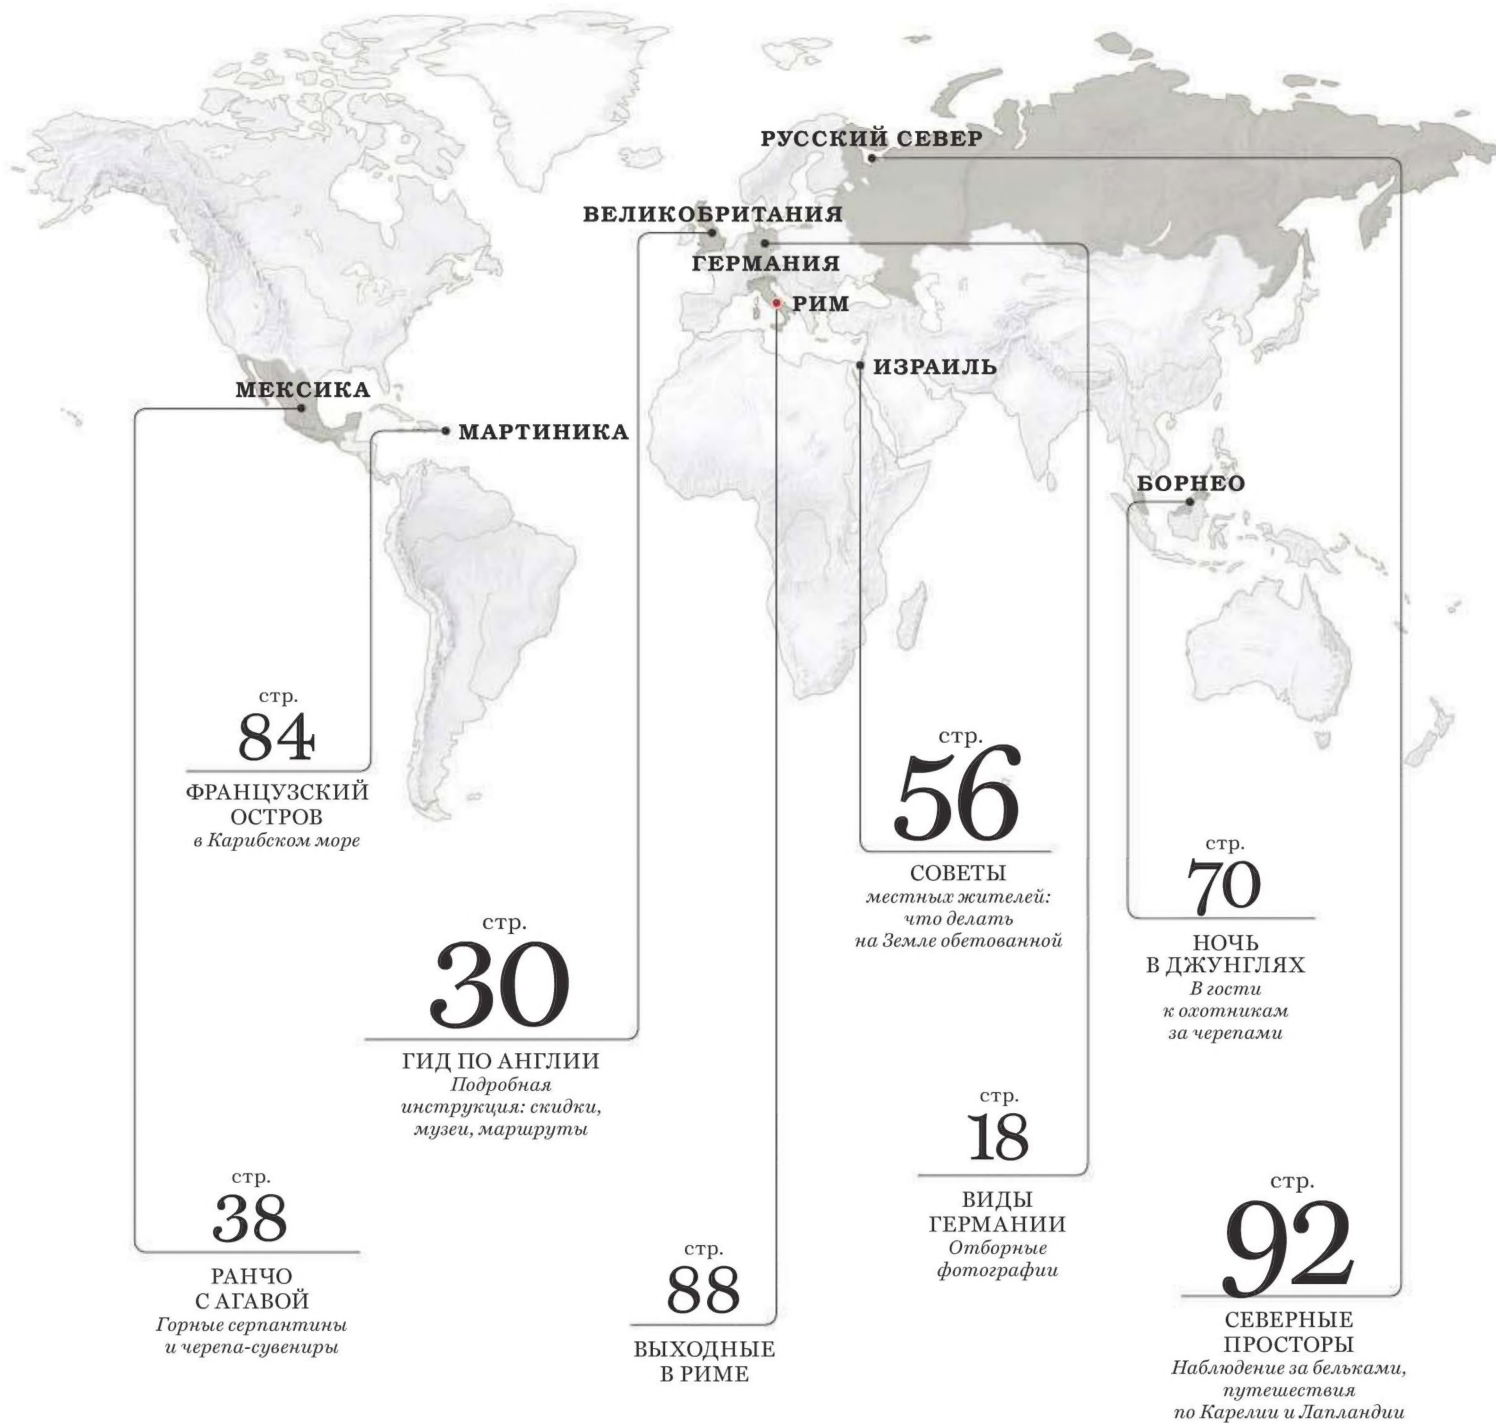 РУССКИЙ СЕВЕР
ВЕЛИКОБРИТАНИЯ
ГЕРМАНИЯ
РИМ
ИЗРАИЛЬ
МЕКСИКА
МАРТИНИКА
БОРНЕО
стр.
84
ФРАНЦУЗСКИЙ
ОСТРОВ
в Карибском море
стр.
56
СОВЕТЫ
местных жителей:
что делать
на Земле обетованной
стр.
70
НОЧЬ
В ДЖУНГЛЯХ
В гости
к охотникам
за черепами
стр.
30
ГИД ПО АНГЛИИ
Подробная
инструкция: скидки,
музеи, маршруты
стр.
18
ВИДЫ
ГЕРМАНИИ
Отборные
фотографии
стр.
38
РАНЧО
С АГАВОЙ
Горные серпантины
и черепа-сувениры
стр.
88
ВЫХОДНЫЕ
В РИМЕ
стр.
92
СЕВЕРНЫЕ
ПРОСТОРЫ
Наблюдение за бельками,
путешествия
по Карелии и Лапландии